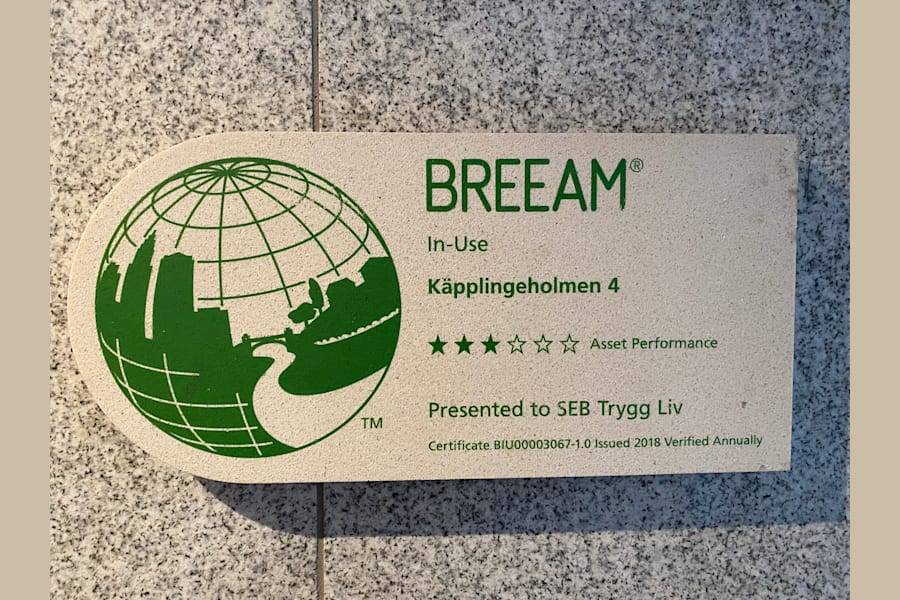 BREEAM®
In-Use
Käpplingeholmen 4
★★★☆☆☆ Asset Performance
Presented to SEB Trygg Liv
Certificate BIU00003067-1.0 Issued 2018 Verified Annually
TM